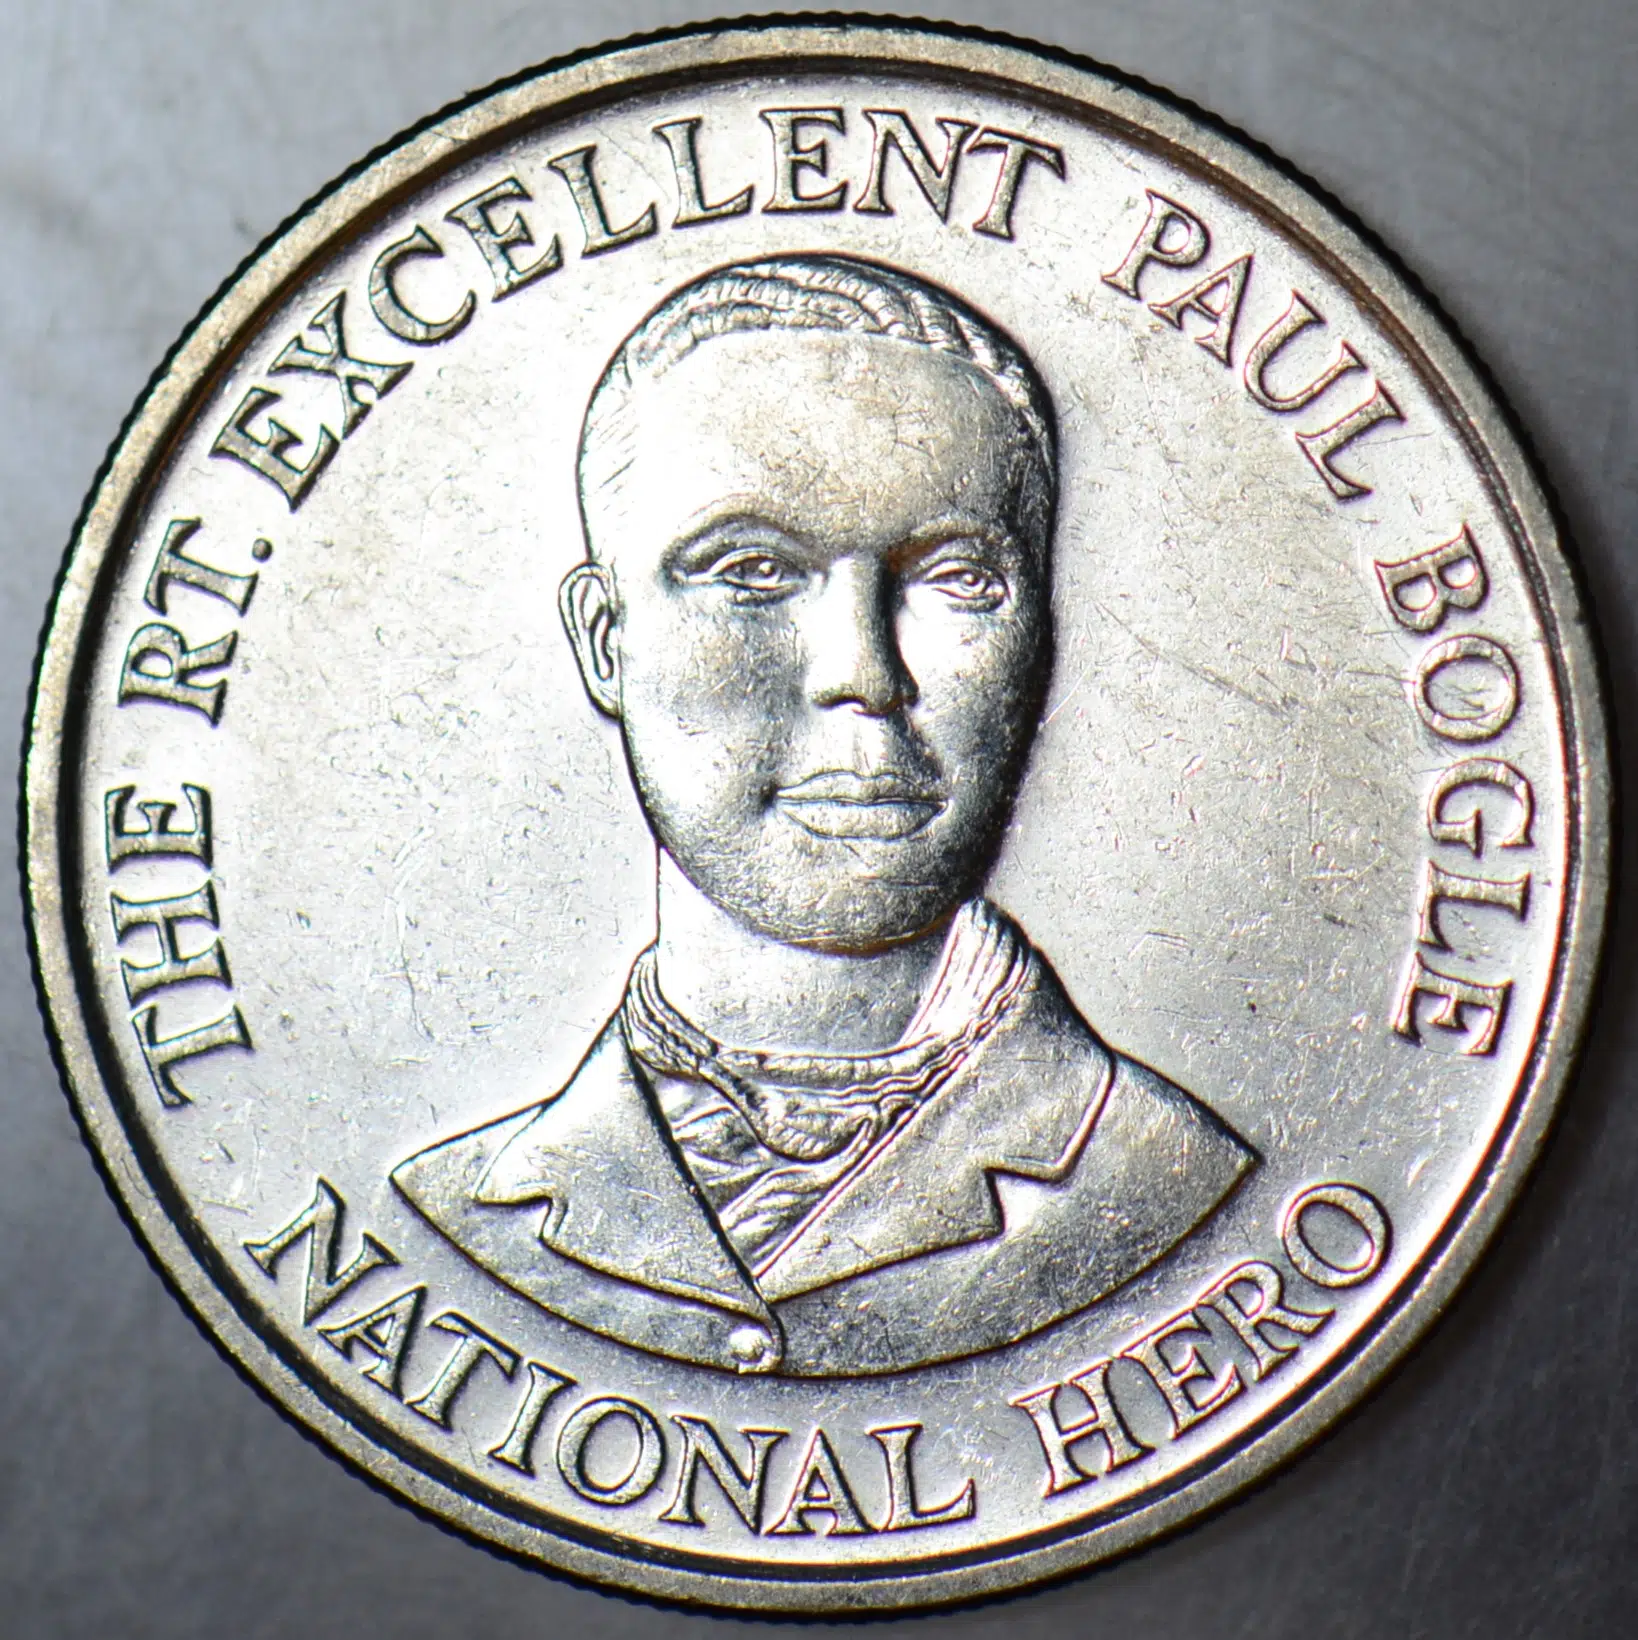 THE RT. EXCELLENT PAUL BOGLE
NATIONAL HERO